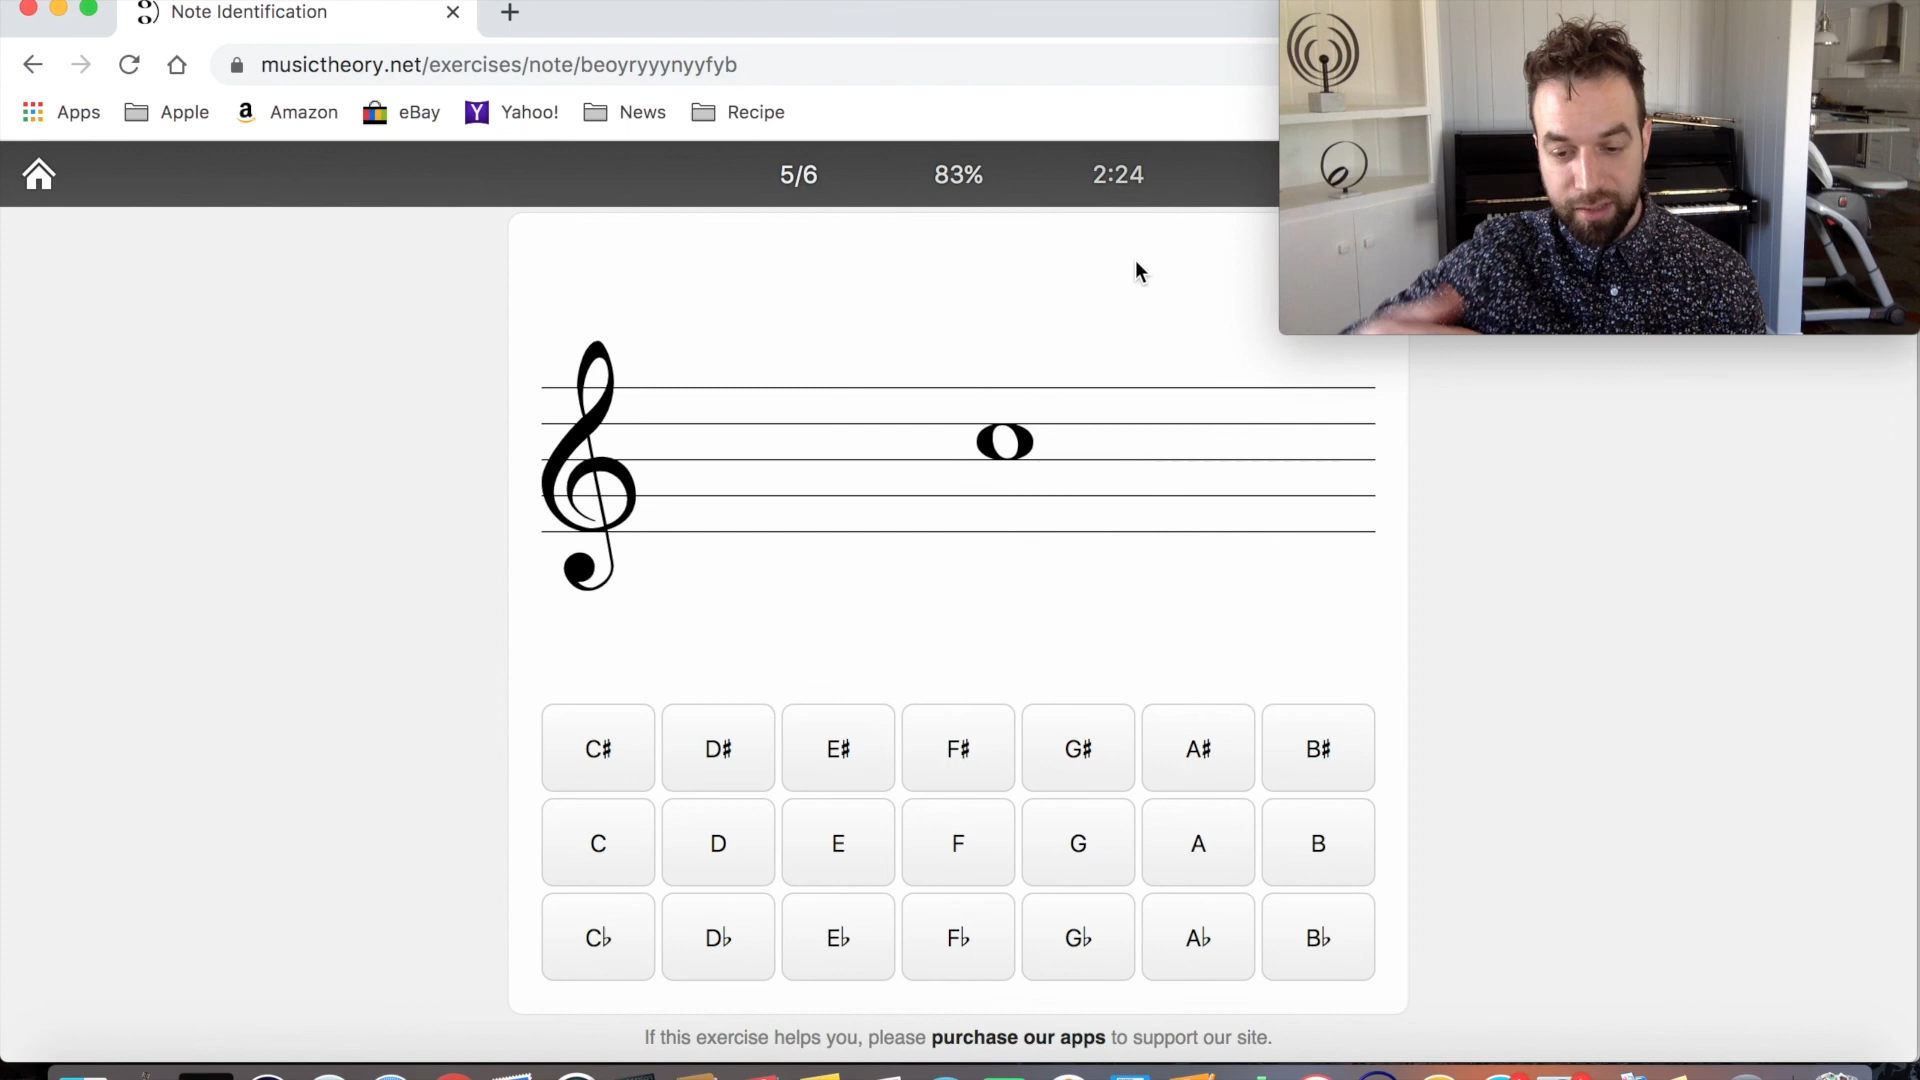 Note Identification
musictheory.net/exercises/note/beoyryyynyyfyb
Apps Apple Amazon eBay Yahoo! News Recipe
5/6 83% 2:24
C♯ D♯ E♯ F♯ G♯ A♯ B♯
C D E F G A B
C♭ D♭ E♭ F♭ G♭ A♭ B♭
If this exercise helps you, please purchase our apps to support our site.